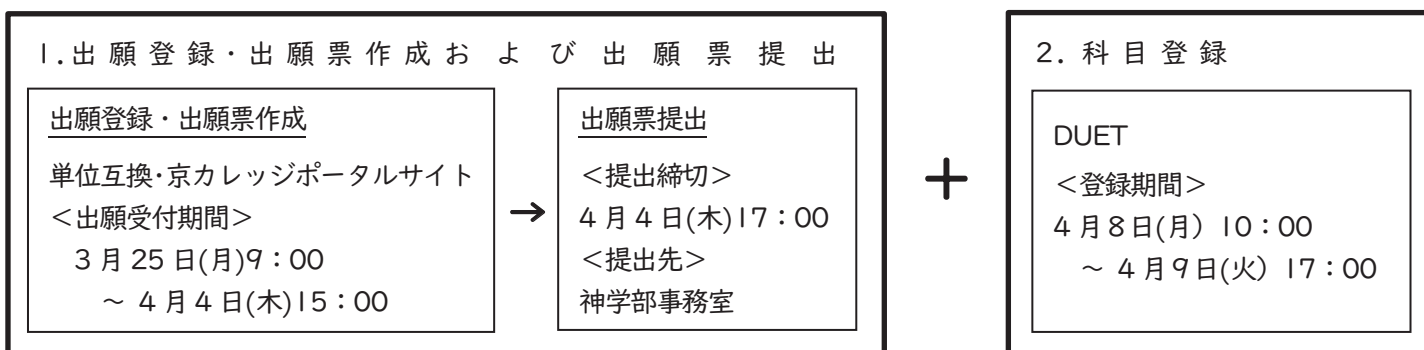 1.出願登録・出願票作成および出願票提出
出願登録・出願票作成
単位互換・京カレッジポータルサイト
＜出願受付期間＞
3月25日(月)9：00
～ 4月4日(木)15：00
→
出願票提出
＜提出締切＞
4月4日(木)17：00
＜提出先＞
神学部事務室
+
2. 科目登録
DUET
＜登録期間＞
4月8日(月) 10：00
～ 4月9日(火) 17：00